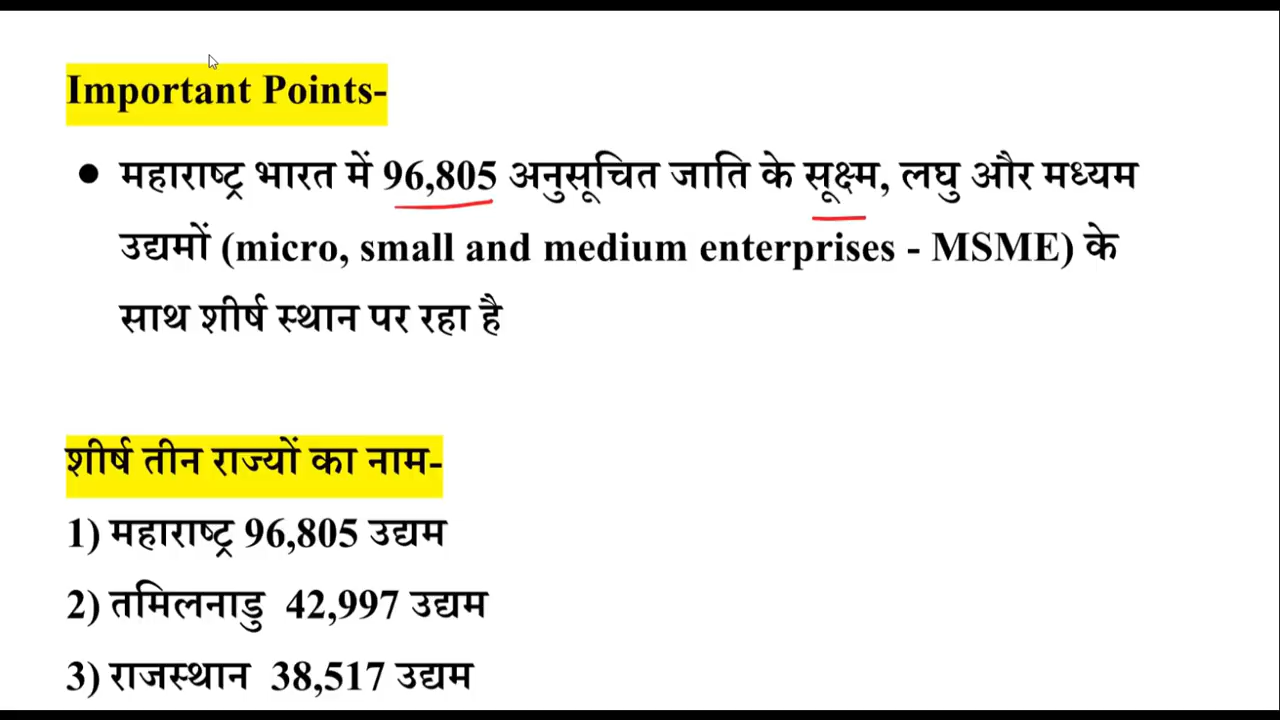 Important Points-
● महाराष्ट्र भारत में 96,805 अनुसूचित जाति के सूक्ष्म, लघु और मध्यम
उद्यमों (micro, small and medium enterprises - MSME) के
साथ शीर्ष स्थान पर रहा है
शीर्ष तीन राज्यों का नाम-
1) महाराष्ट्र 96,805 उद्यम
2) तमिलनाडु 42,997 उद्यम
3) राजस्थान 38,517 उद्यम